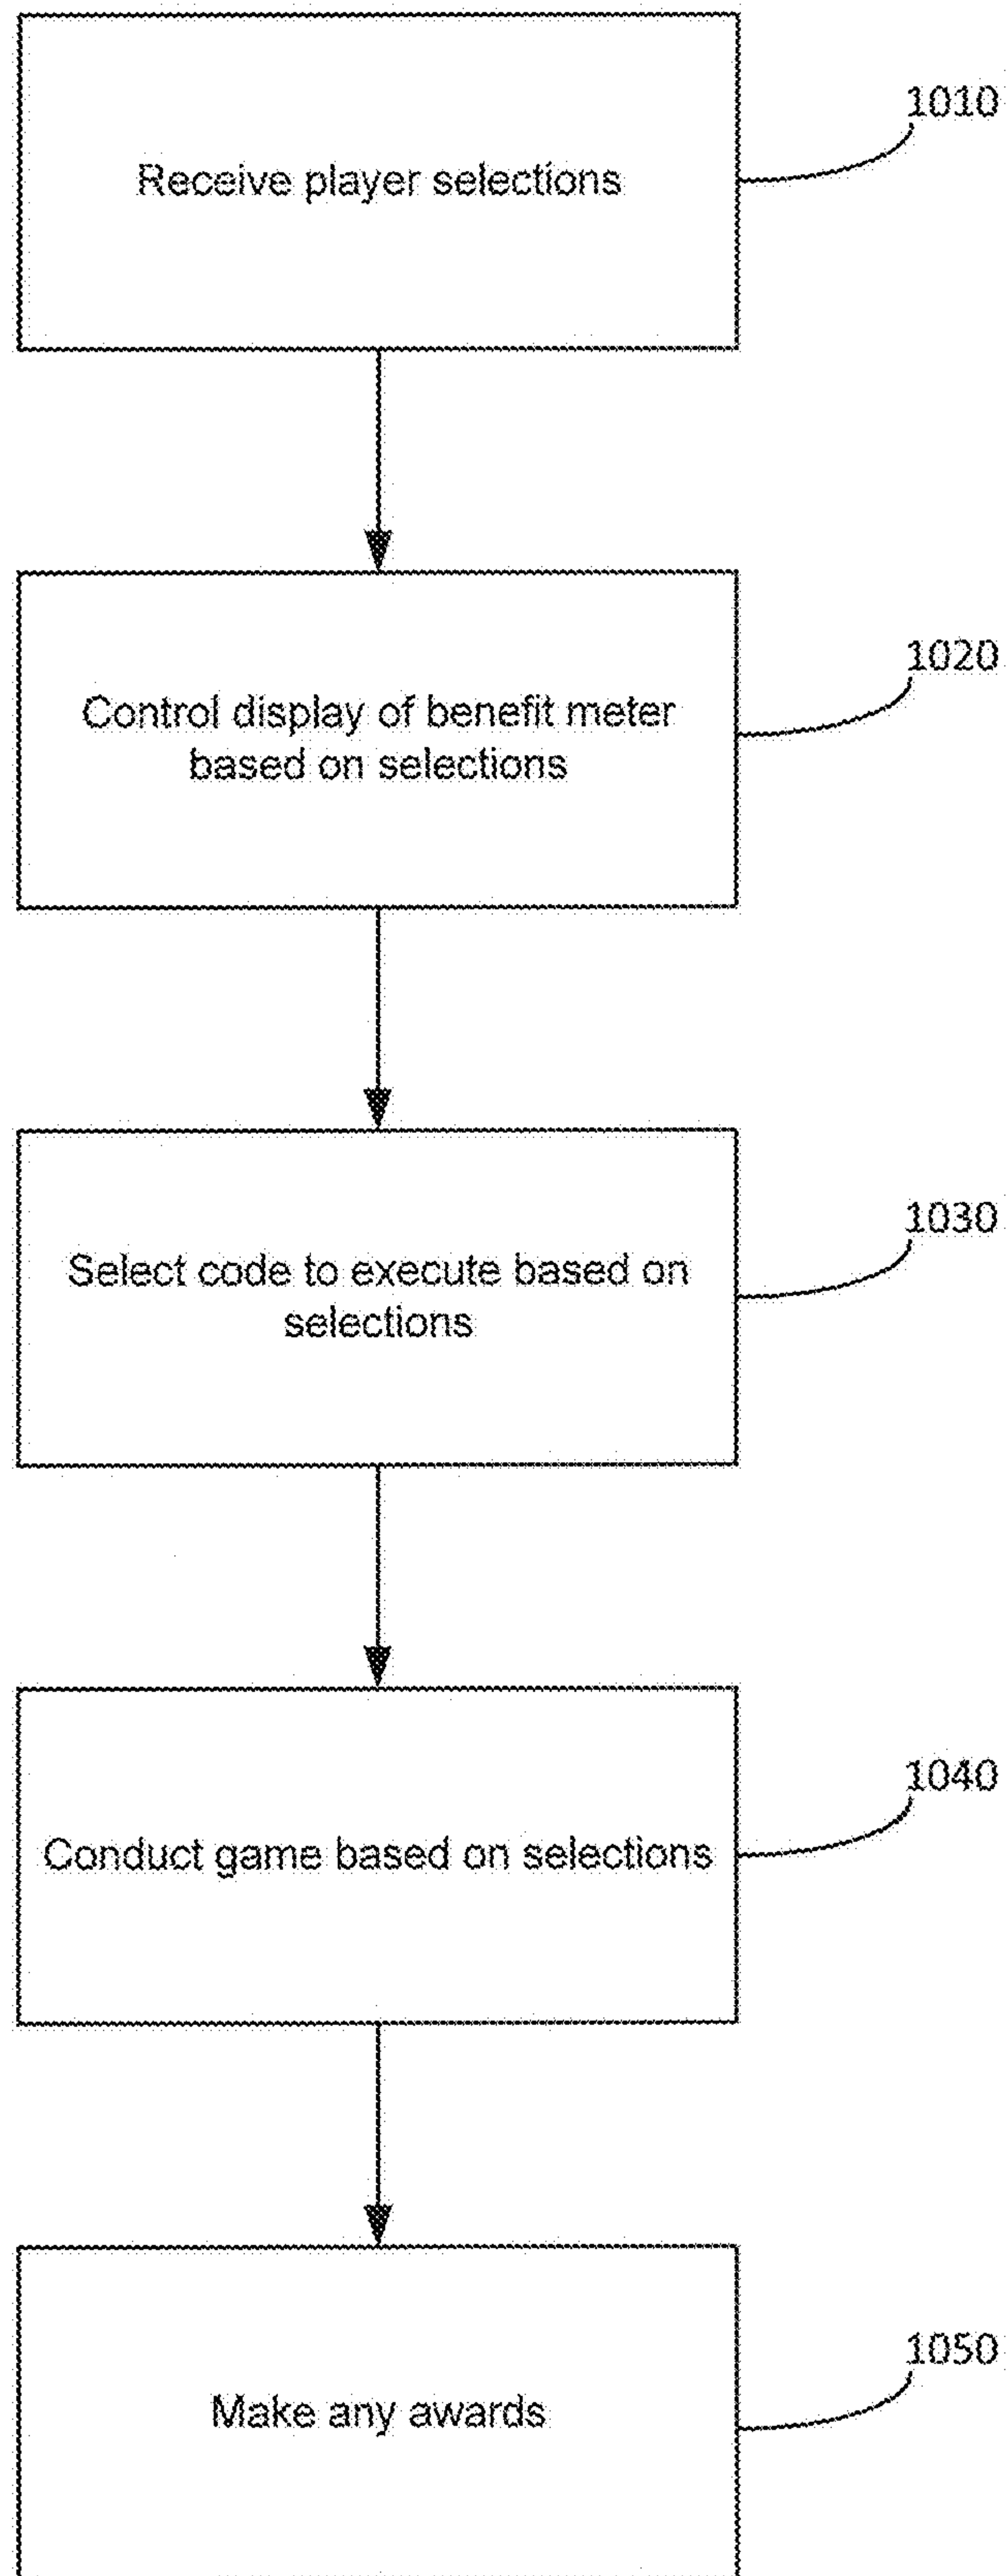 1010
Receive player selections
1020
Control display of benefit meter
based on selections
1030
Select code to execute based on
selections
1040
Conduct game based on selections
1050
Make any awards